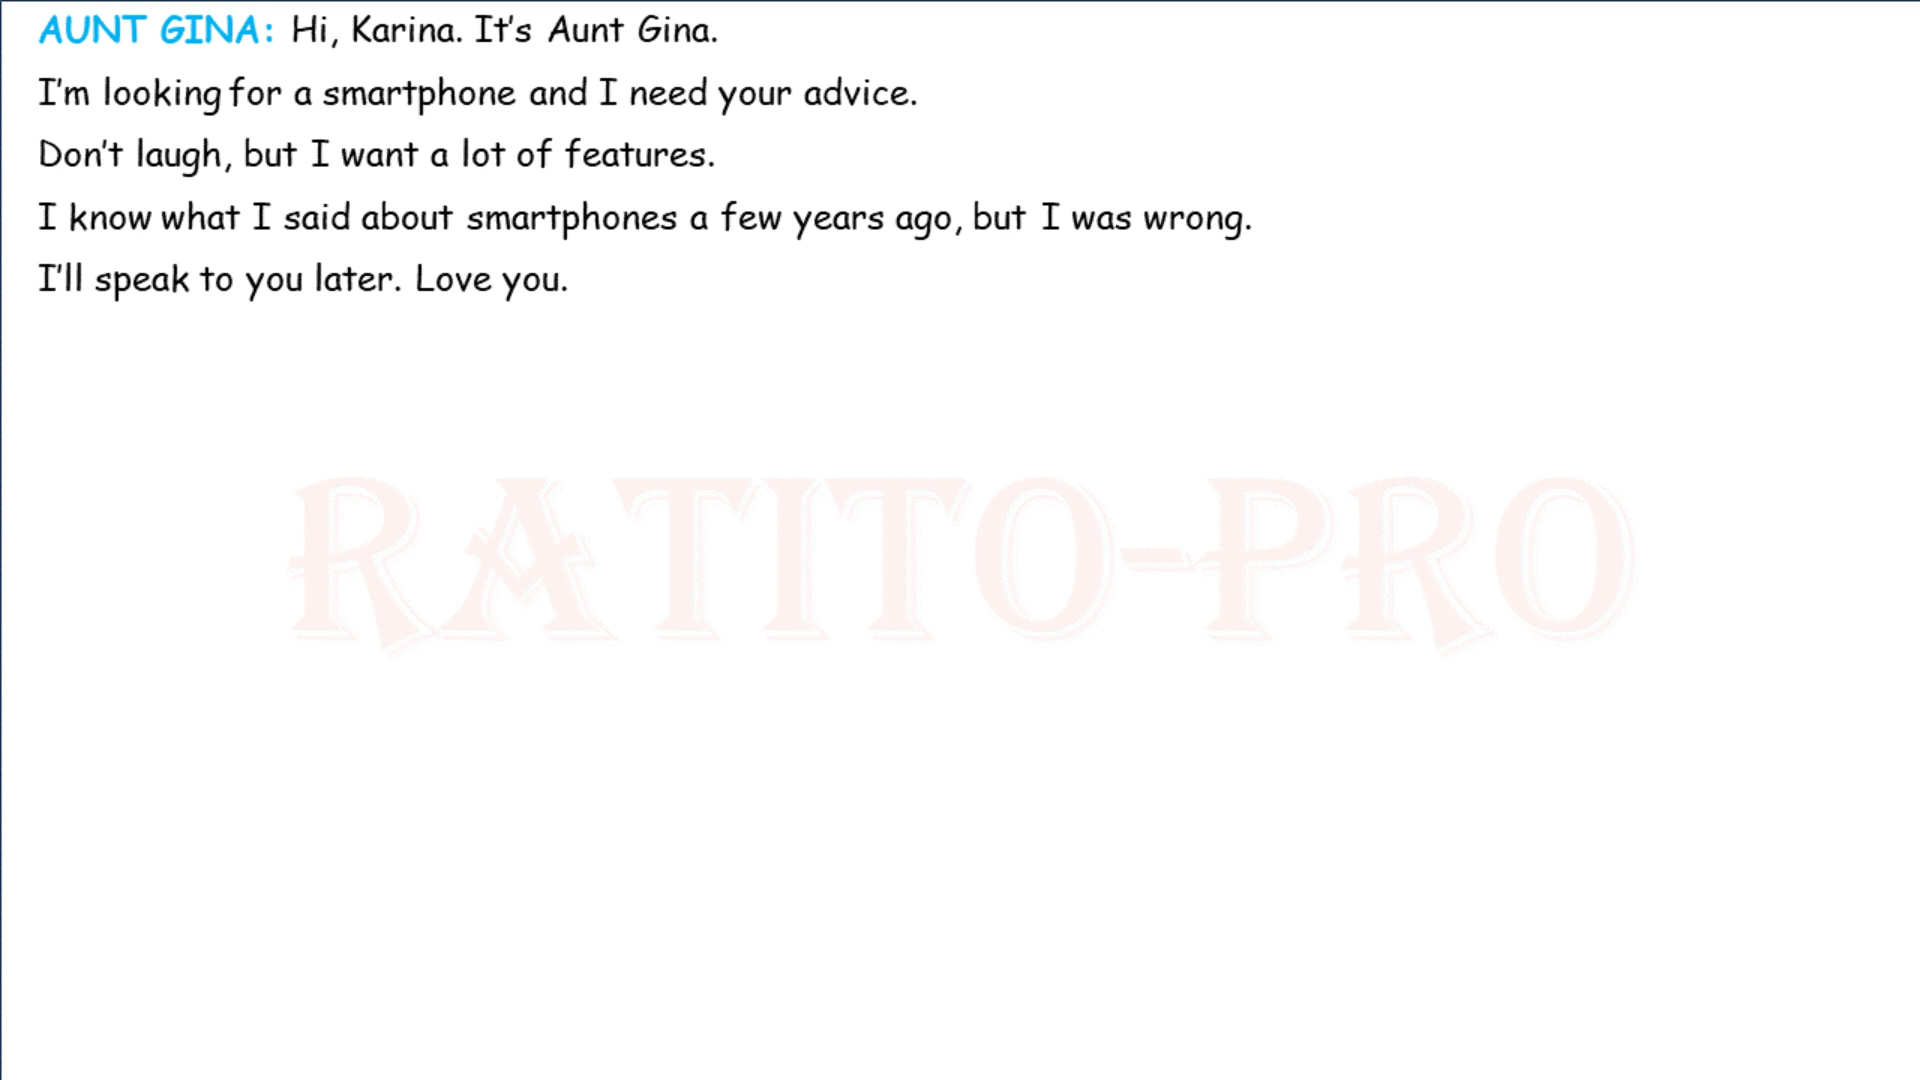 AUNT GINA: Hi, Karina. It's Aunt Gina.
I'm looking for a smartphone and I need your advice.
Don't laugh, but I want a lot of features.
I know what I said about smartphones a few years ago, but I was wrong.
I'll speak to you later. Love you.
RATITO-PRO